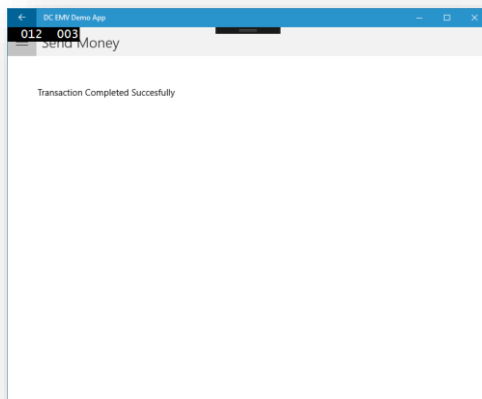 DC EMV Demo App
012 003
Send Money
Transaction Completed Succesfully